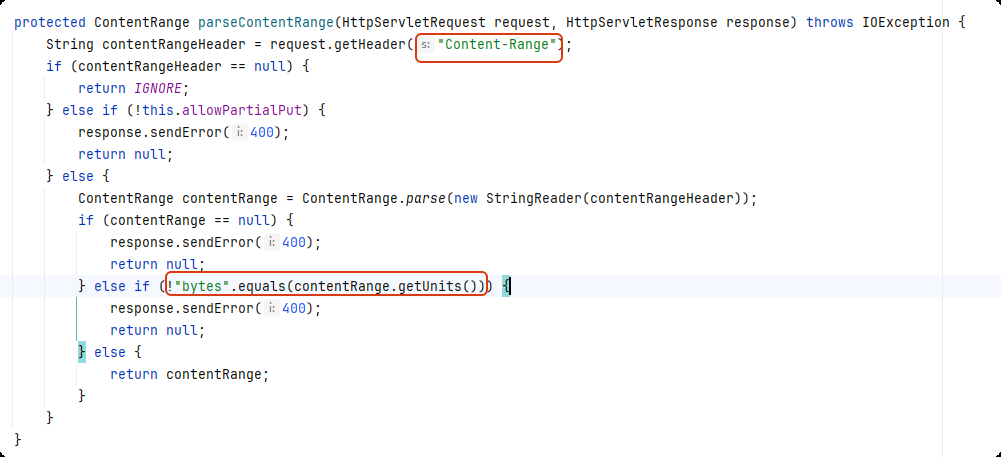 protected ContentRange parseContentRange(HttpServletRequest request, HttpServletResponse response) throws IOException {
    String contentRangeHeader = request.getHeader( s: "Content-Range");
    if (contentRangeHeader == null) {
        return IGNORE;
    } else if (!this.allowPartialPut) {
        response.sendError( i: 400);
        return null;
    } else {
        ContentRange contentRange = ContentRange.parse(new StringReader(contentRangeHeader));
        if (contentRange == null) {
            response.sendError( i: 400);
            return null;
        } else if (!"bytes".equals(contentRange.getUnits())) {
            response.sendError( i: 400);
            return null;
        } else {
            return contentRange;
        }
    }
}